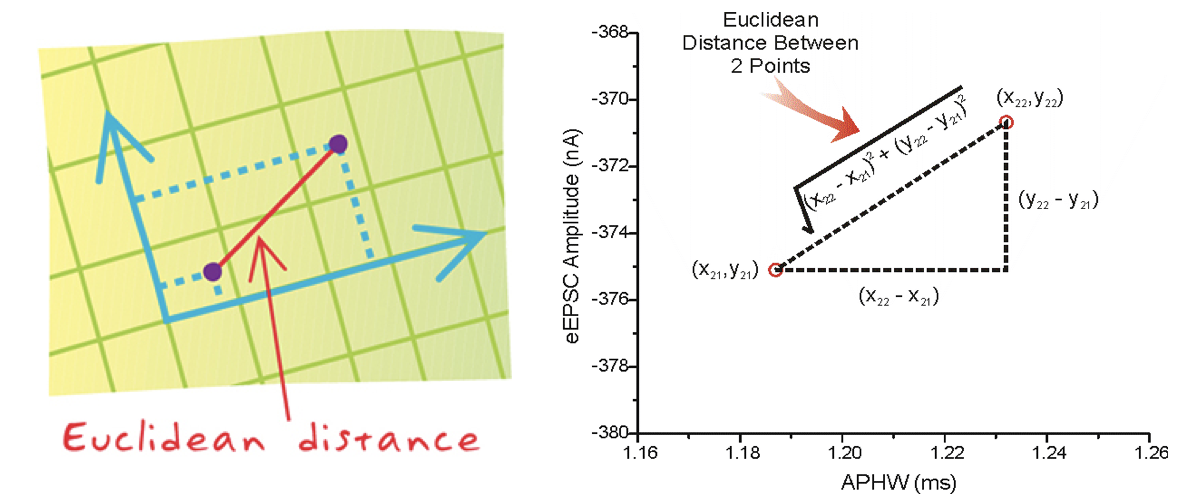 Euclidean distance
Euclidean
Distance Between
2 Points
(x₂₂ - x₂₁)² + (y₂₂ - y₂₁)²
(x₂₂,y₂₂)
(y₂₂ - y₂₁)
(x₂₁,y₂₁)
(x₂₂ - x₂₁)
eEPSC Amplitude (nA)
-368
-370
-372
-374
-376
-378
-380
1.16
1.18
1.20
1.22
1.24
1.26
APHW (ms)